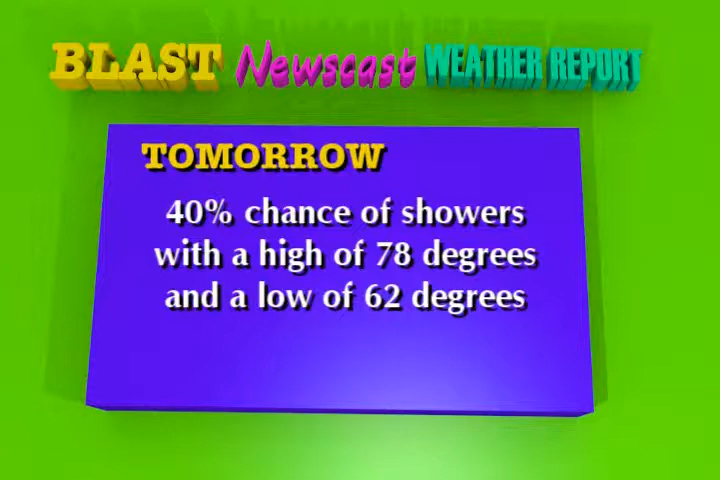 BLAST Newscast WEATHER REPORT
TOMORROW
40% chance of showers
with a high of 78 degrees
and a low of 62 degrees